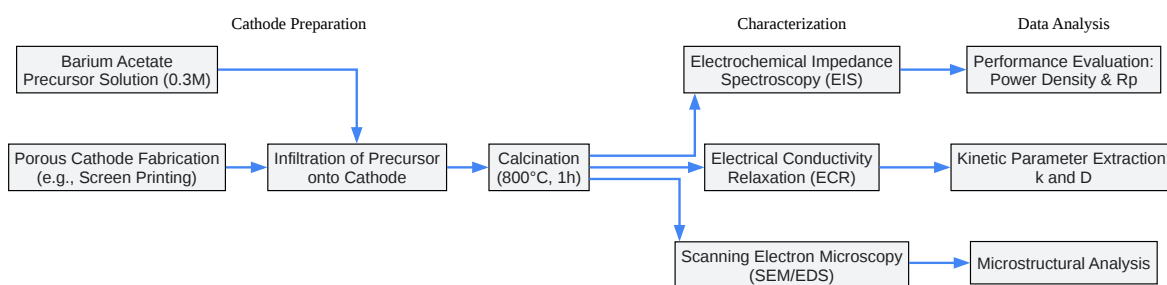 Cathode Preparation
Characterization
Data Analysis
Barium Acetate
Precursor Solution (0.3M)
Electrochemical Impedance
Spectroscopy (EIS)
Performance Evaluation:
Power Density & Rp
Porous Cathode Fabrication
(e.g., Screen Printing)
Infiltration of Precursor
onto Cathode
Calcination
(800°C, 1h)
Electrical Conductivity
Relaxation (ECR)
Kinetic Parameter Extraction
k and D
Scanning Electron Microscopy
(SEM/EDS)
Microstructural Analysis